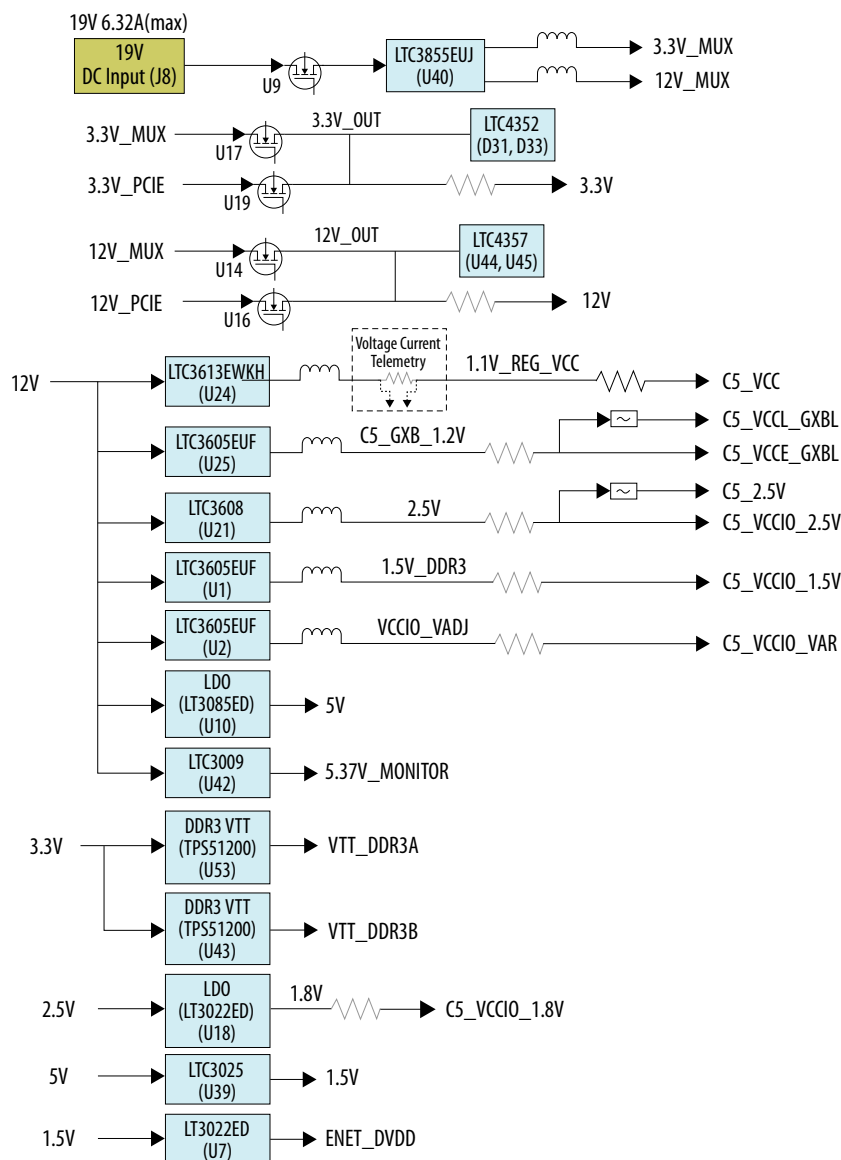 19V 6.32A(max)
19V
DC Input (J8)
U9
LTC3855EUJ
(U40)
3.3V_MUX
12V_MUX
3.3V_MUX
U17
3.3V_OUT
LTC4352
(D31, D33)
3.3V_PCIE
U19
3.3V
12V_MUX
U14
12V_OUT
LTC4357
(U44, U45)
12V_PCIE
U16
12V
12V
LTC3613EWKH
(U24)
Voltage Current
Telemetry
1.1V_REG_VCC
C5_VCC
LTC3605EUF
(U25)
C5_GXB_1.2V
~
C5_VCCL_GXBL
C5_VCCE_GXBL
LTC3608
(U21)
2.5V
~
C5_2.5V
C5_VCCIO_2.5V
LTC3605EUF
(U1)
1.5V_DDR3
C5_VCCIO_1.5V
LTC3605EUF
(U2)
VCCIO_VADJ
C5_VCCIO_VAR
LDO
(LT3085ED)
(U10)
5V
LTC3009
(U42)
5.37V_MONITOR
3.3V
DDR3 VTT
(TPS51200)
(U53)
VTT_DDR3A
DDR3 VTT
(TPS51200)
(U43)
VTT_DDR3B
2.5V
LDO
(LT3022ED)
(U18)
1.8V
C5_VCCIO_1.8V
5V
LTC3025
(U39)
1.5V
1.5V
LT3022ED
(U7)
ENET_DVDD